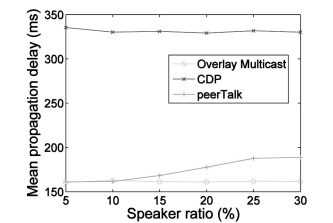 Mean propagation delay (ms)
350
300
250
200
150
Overlay Multicast
CDP
peerTalk
5
10
15
20
25
30
Speaker ratio (%)